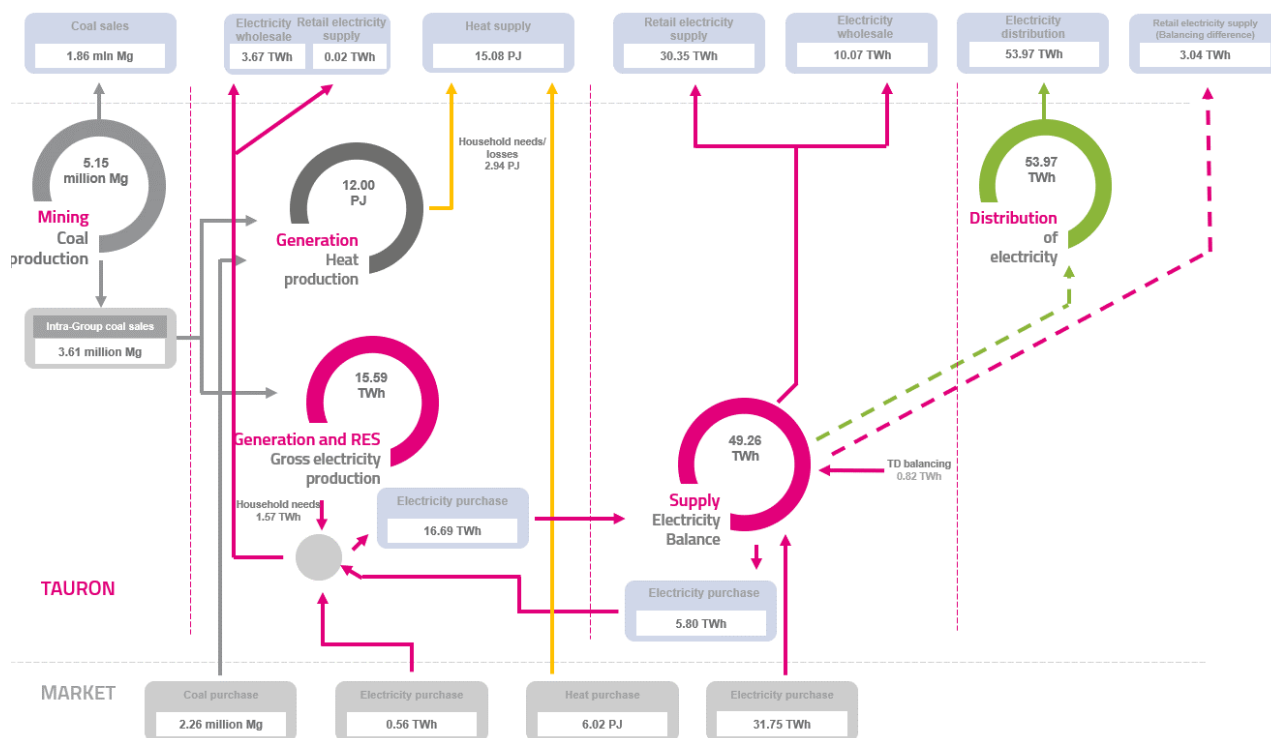 Coal sales
1.86 mln Mg
Electricity
wholesale
3.67 TWh
Retail electricity
supply
0.02 TWh
Heat supply
15.08 PJ
Retail electricity
supply
30.35 TWh
Electricity
wholesale
10.07 TWh
Electricity
distribution
53.97 TWh
Retail electricity supply
(Balancing difference)
3.04 TWh
5.15
million Mg
Mining
Coal
production
Intra-Group coal sales
3.61 million Mg
12.00
PJ
Generation
Heat
production
Household needs/
losses
2.94 PJ
53.97
TWh
Distribution
of
electricity
15.59
TWh
Generation and RES
Gross electricity
production
Household needs
1.57 TWh
Electricity purchase
16.69 TWh
49.26
TWh
Supply
Electricity
Balance
TD balancing
0.82 TWh
Electricity purchase
5.80 TWh
TAURON
MARKET
Coal purchase
2.26 million Mg
Electricity purchase
0.56 TWh
Heat purchase
6.02 PJ
Electricity purchase
31.75 TWh